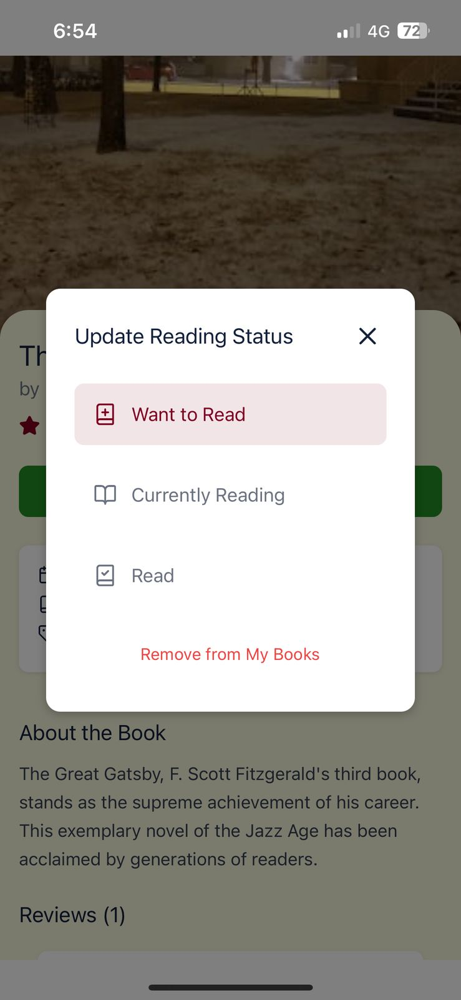 6:54
4G
72
Update Reading Status
Th
by
Want to Read
Currently Reading
Read
Remove from My Books
About the Book
The Great Gatsby, F. Scott Fitzgerald's third book,
stands as the supreme achievement of his career.
This exemplary novel of the Jazz Age has been
acclaimed by generations of readers.
Reviews (1)